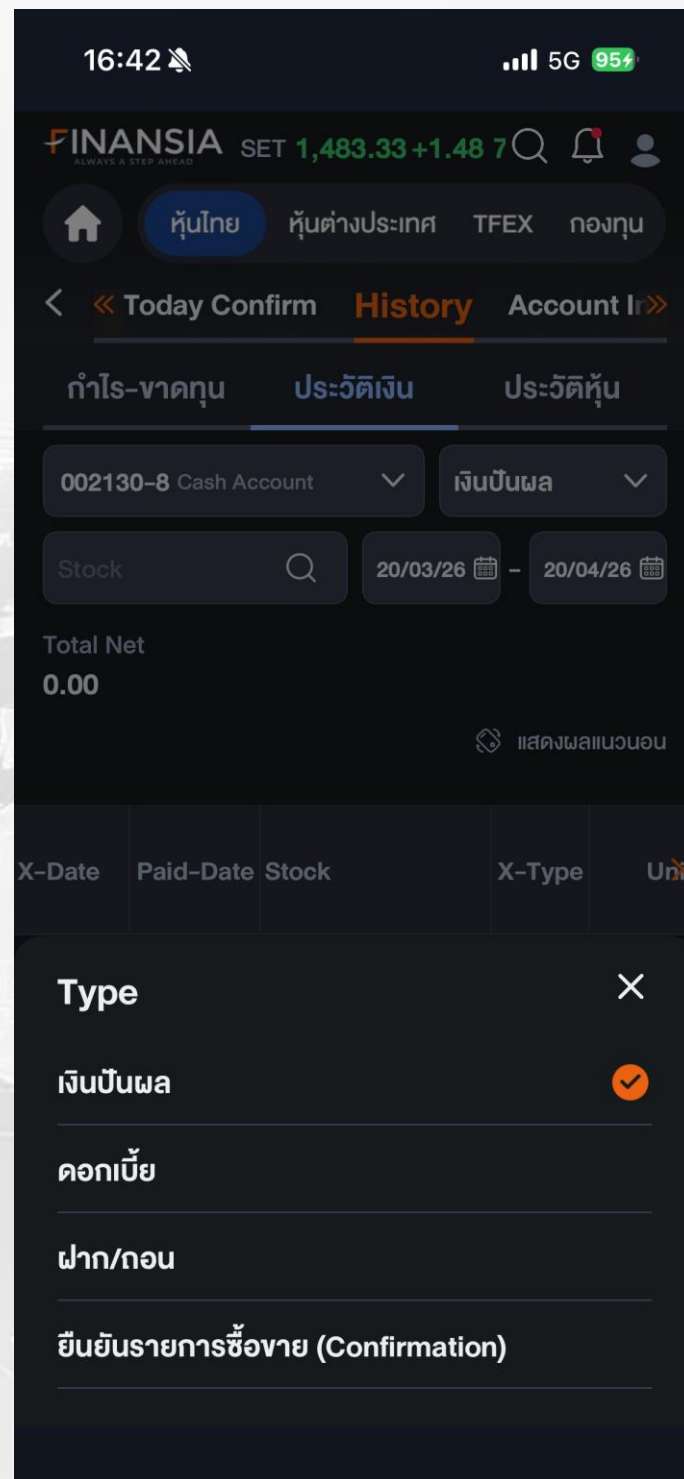 16:42 5G 95
FINANSIA SET 1,483.33 +1.48 7
ALWAYS A STEP AHEAD
หุ้นไทย หุ้นต่างประเทศ TFEX กองทุน
« Today Confirm History Account In »
กำไร-ขาดทุน ประวัติเงิน ประวัติหุ้น
002130-8 Cash Account เงินปันผล
Stock 20/03/26 - 20/04/26
Total Net
0.00
แสดงผลแนวนอน
X-Date Paid-Date Stock X-Type Uni
Type
เงินปันผล
ดอกเบี้ย
ฝาก/ถอน
ยืนยันรายการซื้อขาย (Confirmation)